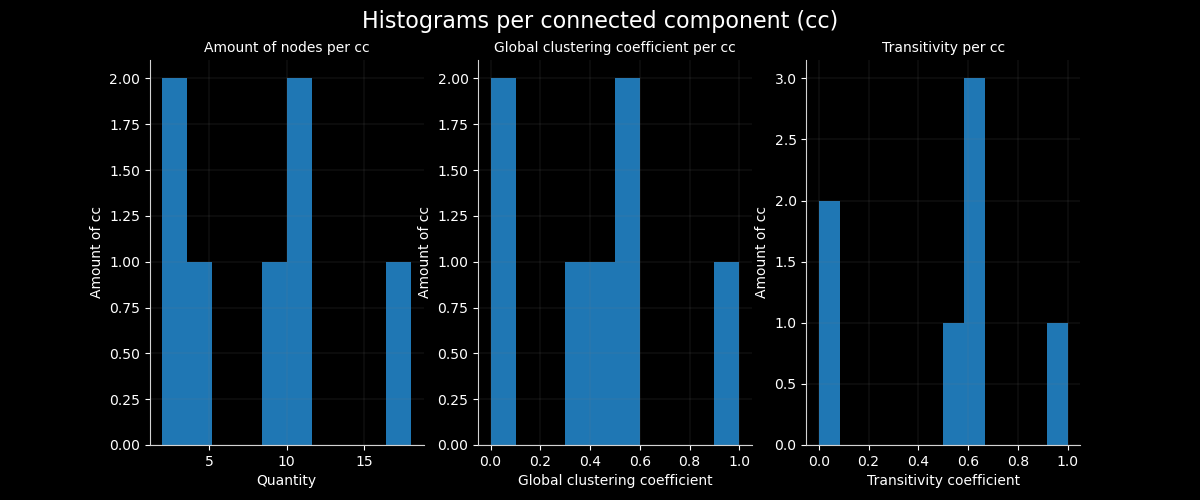 Histograms per connected component (cc)
Amount of nodes per cc
2.00
1.75
1.50
1.25
1.00
0.75
0.50
0.25
0.00
Amount of cc
5 10 15
Quantity
Global clustering coefficient per cc
2.00
1.75
1.50
1.25
1.00
0.75
0.50
0.25
0.00
Amount of cc
0.0 0.2 0.4 0.6 0.8 1.0
Global clustering coefficient
Transitivity per cc
3.0
2.5
2.0
1.5
1.0
0.5
0.0
Amount of cc
0.0 0.2 0.4 0.6 0.8 1.0
Transitivity coefficient